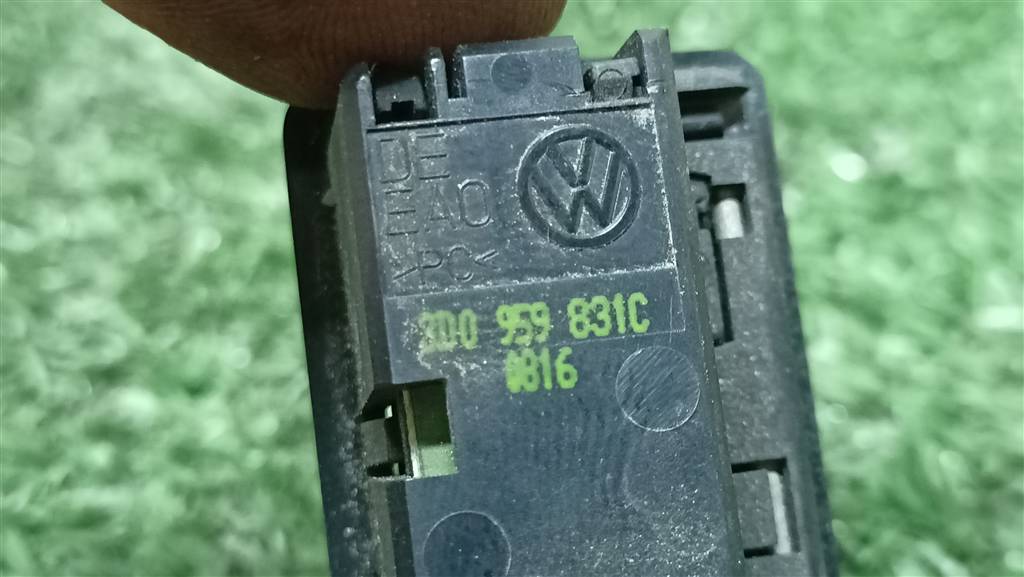 DE
EAO
>PC<
3D0 959 831C
0816